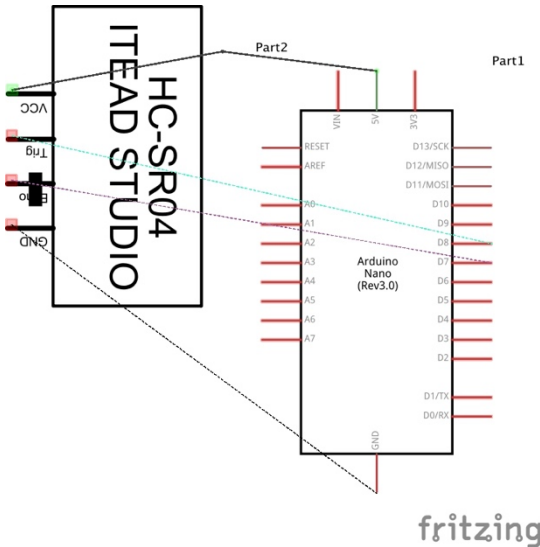 Part2
Part1
HC-SR04
ITEAD STUDIO
VCC
Trig
GND
VIN
5V
3V3
RESET
AREF
A0
A1
A2
A3
A4
A5
A6
A7
D13/SCK
D12/MISO
D11/MOSI
D10
D9
D8
D7
D6
D5
D4
D3
D2
D1/TX
D0/RX
Arduino
Nano
(Rev3.0)
GND
fritzing